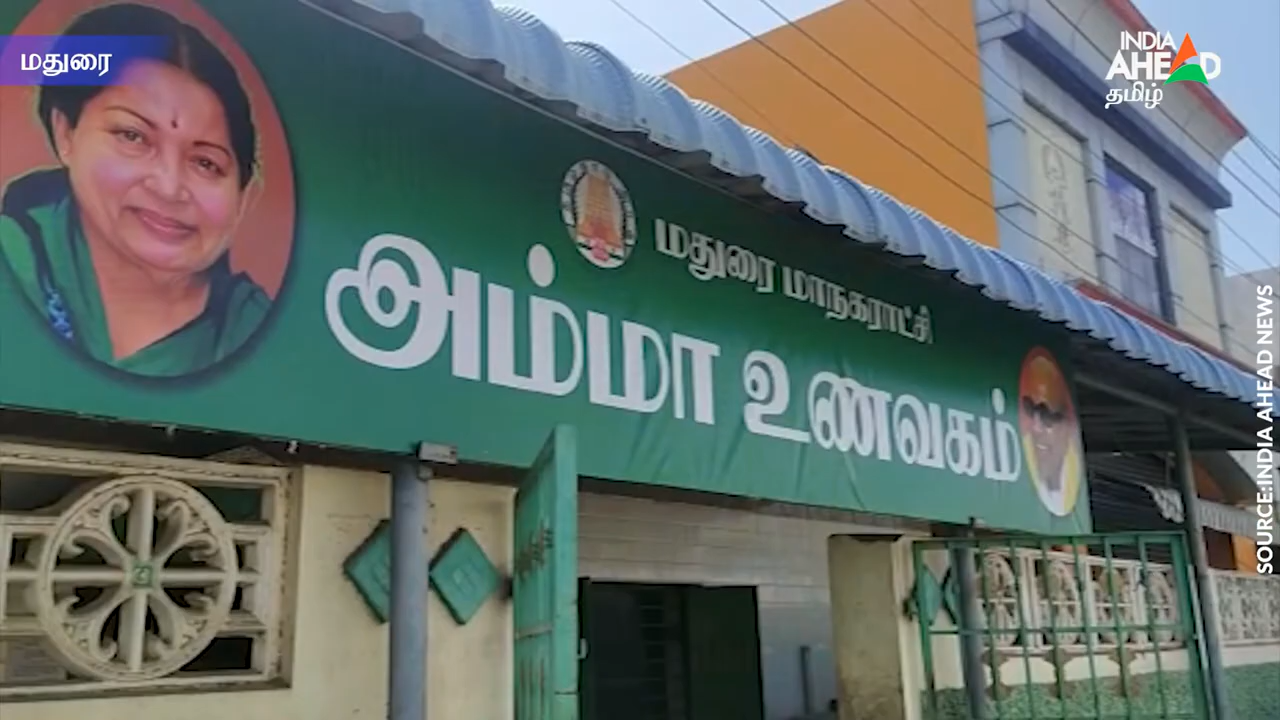 மதுரை
INDIA
AHEAD
தமிழ்
மதுரை மாநகராட்சி
அம்மா உணவகம்
SOURCE:INDIA AHEAD NEWS